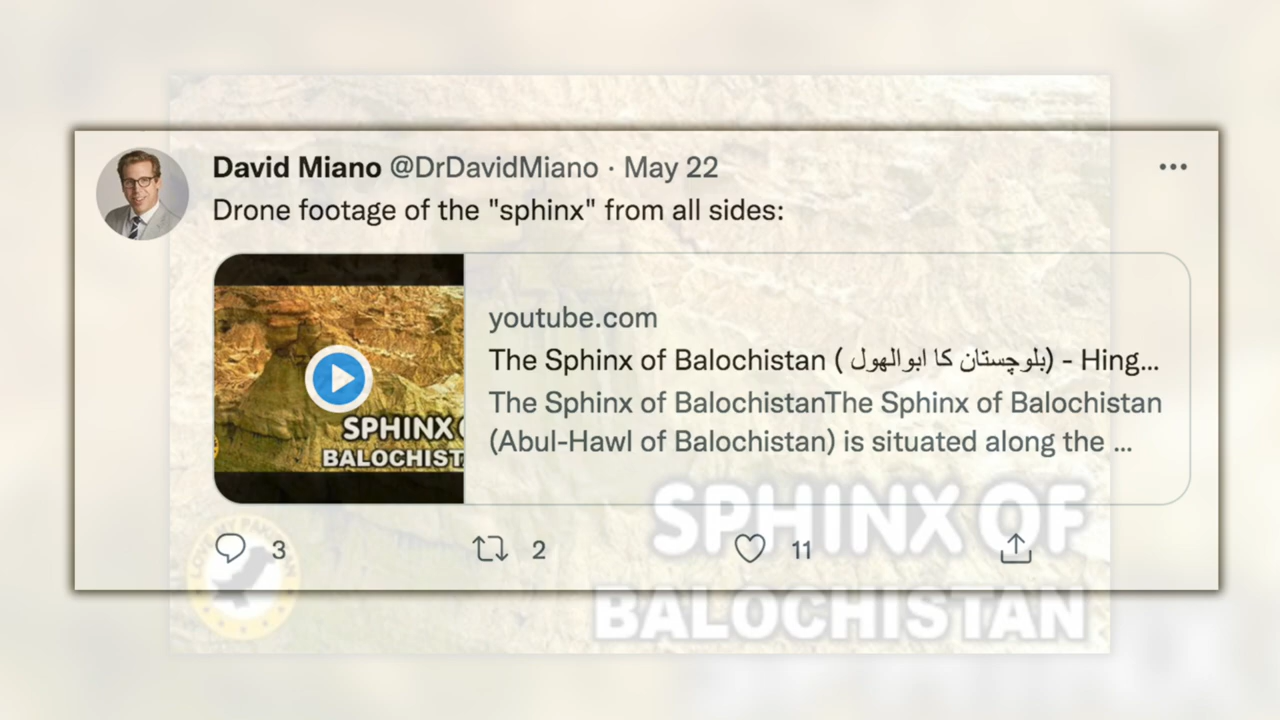 David Miano @DrDavidMiano · May 22
Drone footage of the "sphinx" from all sides:
youtube.com
The Sphinx of Balochistan ( بلوچستان کا ابوالہول) - Hing...
The Sphinx of BalochistanThe Sphinx of Balochistan
(Abul-Hawl of Balochistan) is situated along the ...
SPHINX
BALOCHIST
3 2 11
SPHINX OF
BALOCHISTAN